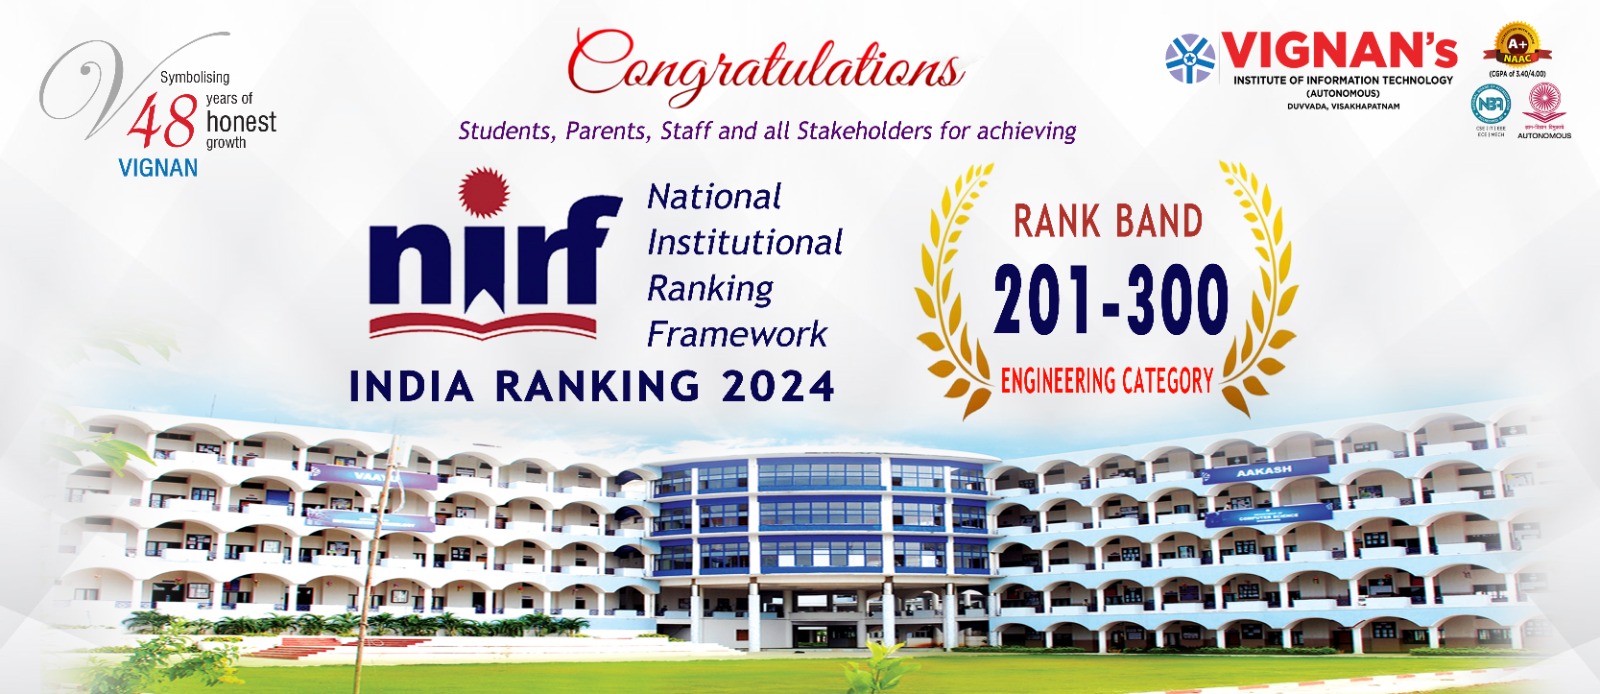 Symbolising
48 years of
honest
growth
VIGNAN
Congratulations
Students, Parents, Staff and all Stakeholders for achieving
VIGNAN's
INSTITUTE OF INFORMATION TECHNOLOGY
(AUTONOMOUS)
DUVVADA, VISAKHAPATNAM
A+
NAAC
(CGPA of 3.40/4.00)
NBA
AUTONOMOUS
nirf
National
Institutional
Ranking
Framework
INDIA RANKING 2024
RANK BAND
201-300
ENGINEERING CATEGORY
AAKASH
COMPUTER SCIENCE